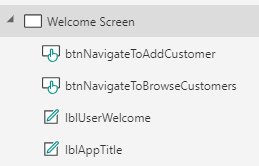 Welcome Screen
btnNavigateToAddCustomer
btnNavigateToBrowseCustomers
lblUserWelcome
lblAppTitle